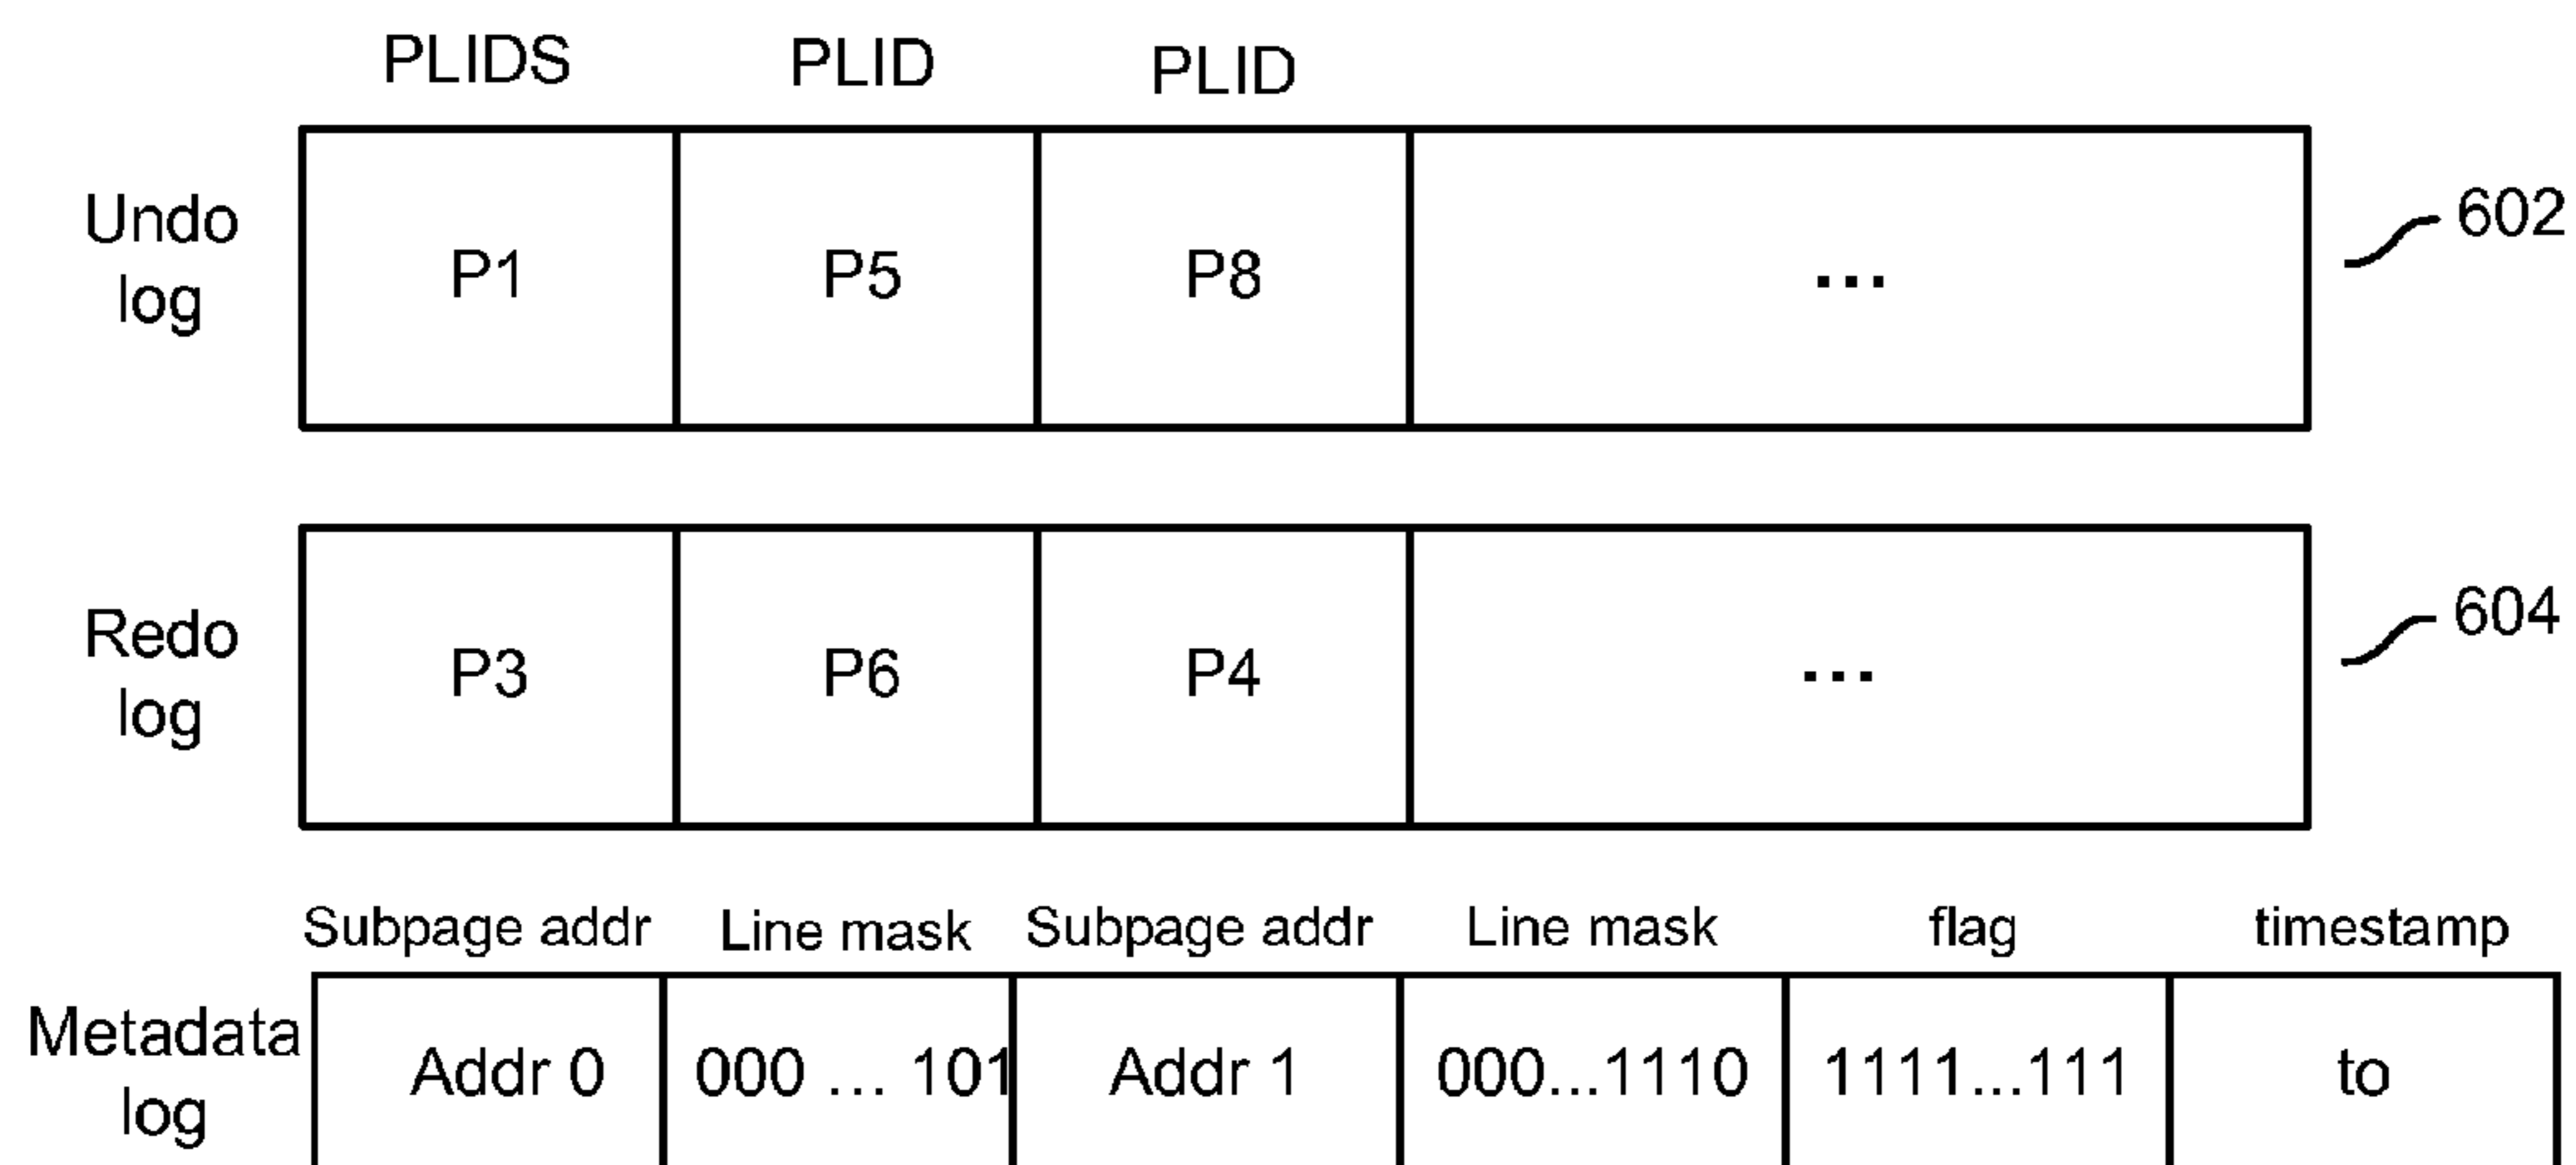 PLIDS PLID PLID
Undo log P1 P5 P8 ... 602
Redo log P3 P6 P4 ... 604
Subpage addr Line mask Subpage addr Line mask flag timestamp
Metadata log Addr 0 000 ... 101 Addr 1 000...1110 1111...111 to